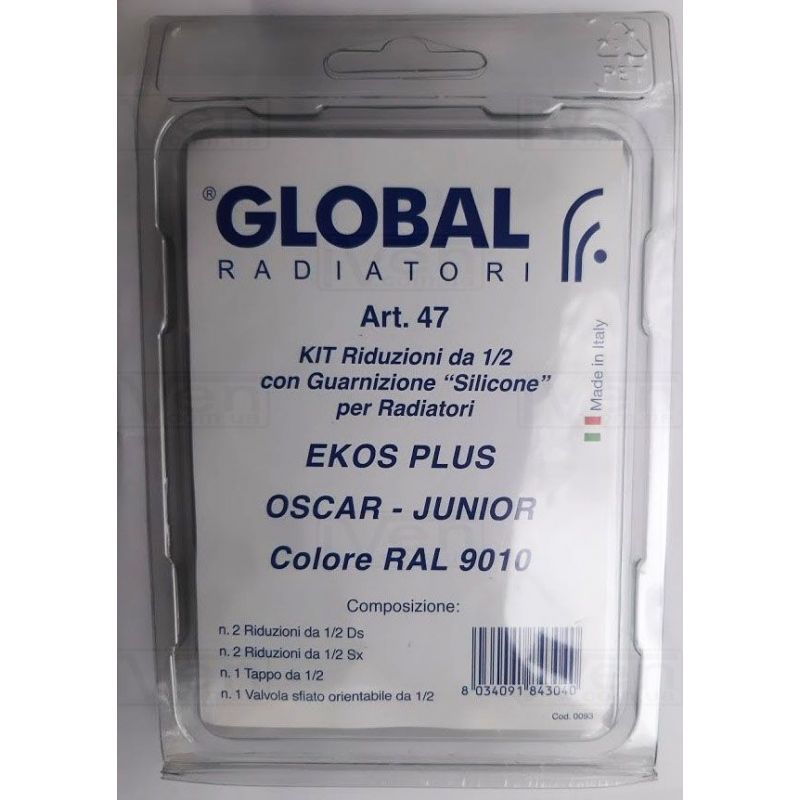 PET
® GLOBAL
RADIATORI
Art. 47
KIT Riduzioni da 1/2
con Guarnizione “Silicone”
per Radiatori
Made in Italy
EKOS PLUS
OSCAR - JUNIOR
Colore RAL 9010
Composizione:
n. 2 Riduzioni da 1/2 Ds
n. 2 Riduzioni da 1/2 Sx
n. 1 Tappo da 1/2
n. 1 Valvola sfiato orientabile da 1/2
8 034091 843040
Cod. 0093